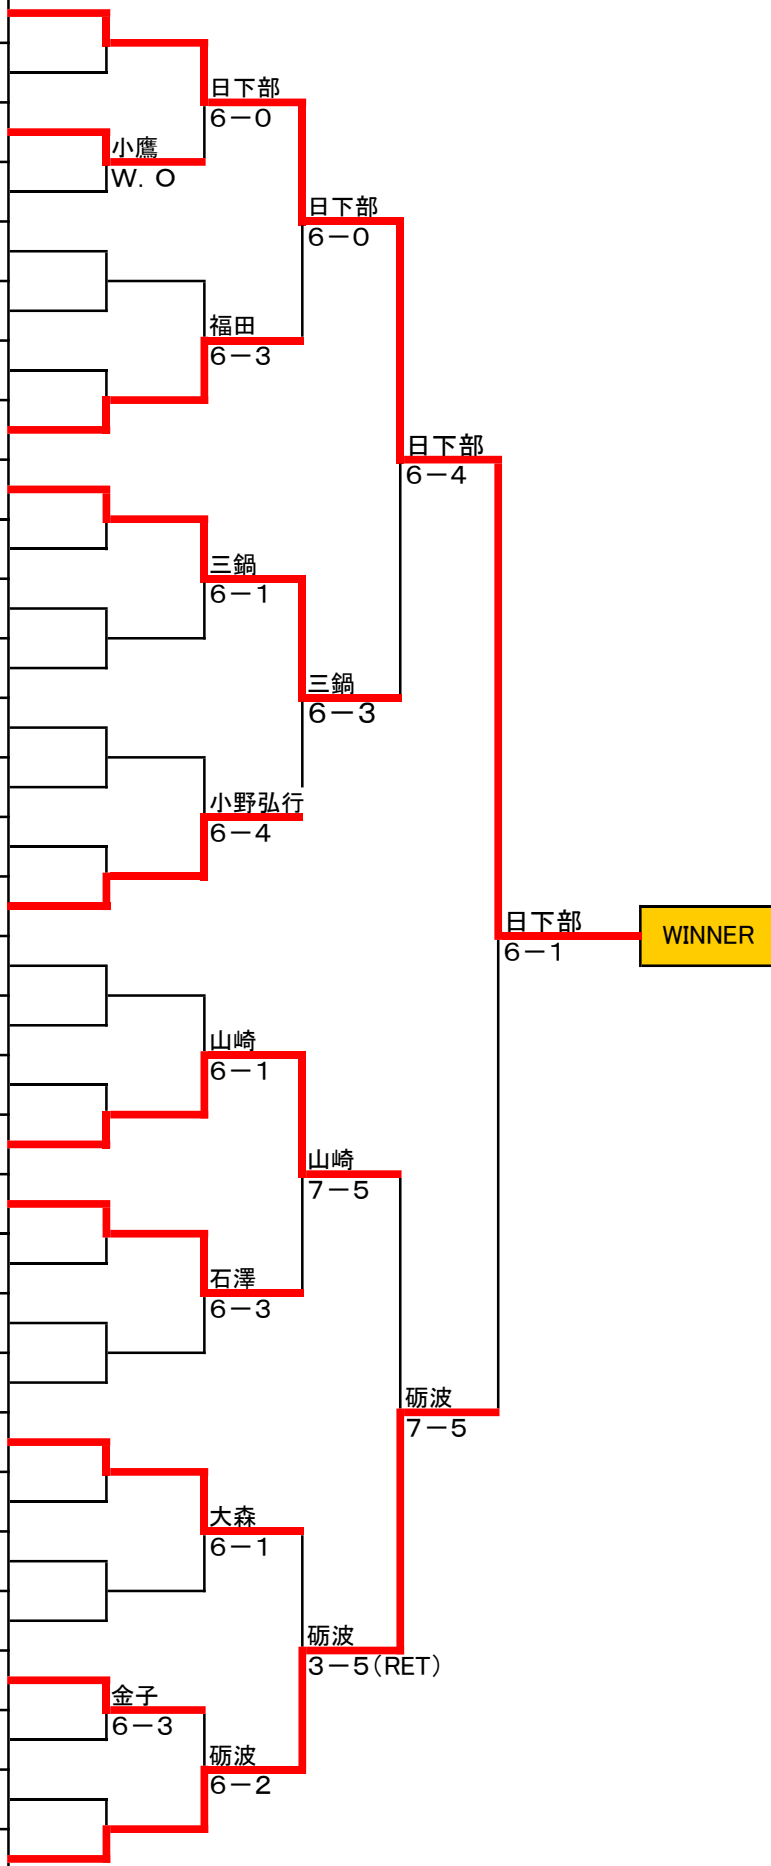 日下部
6－0
小鷹
W．O
日下部
6－0
福田
6－3
日下部
6－4
三鍋
6－1
三鍋
6－3
小野弘行
6－4
日下部
6－1
WINNER
山崎
6－1
山崎
7－5
石澤
6－3
砺波
7－5
大森
6－1
砺波
3－5（RET）
金子
6－3
砺波
6－2